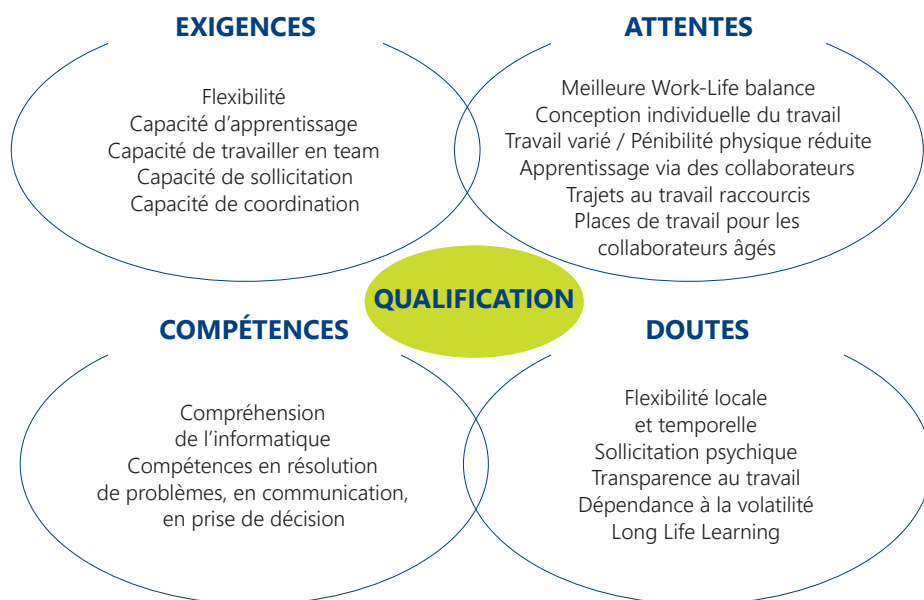 EXIGENCES
Flexibilité
Capacité d'apprentissage
Capacité de travailler en team
Capacité de sollicitation
Capacité de coordination
ATTENTES
Meilleure Work-Life balance
Conception individuelle du travail
Travail varié / Pénibilité physique réduite
Apprentissage via des collaborateurs
Trajets au travail raccourcis
Places de travail pour les
collaborateurs âgés
QUALIFICATION
COMPÉTENCES
Compréhension
de l'informatique
Compétences en résolution
de problèmes, en communication,
en prise de décision
DOUTES
Flexibilité locale
et temporelle
Sollicitation psychique
Transparence au travail
Dépendance à la volatilité
Long Life Learning